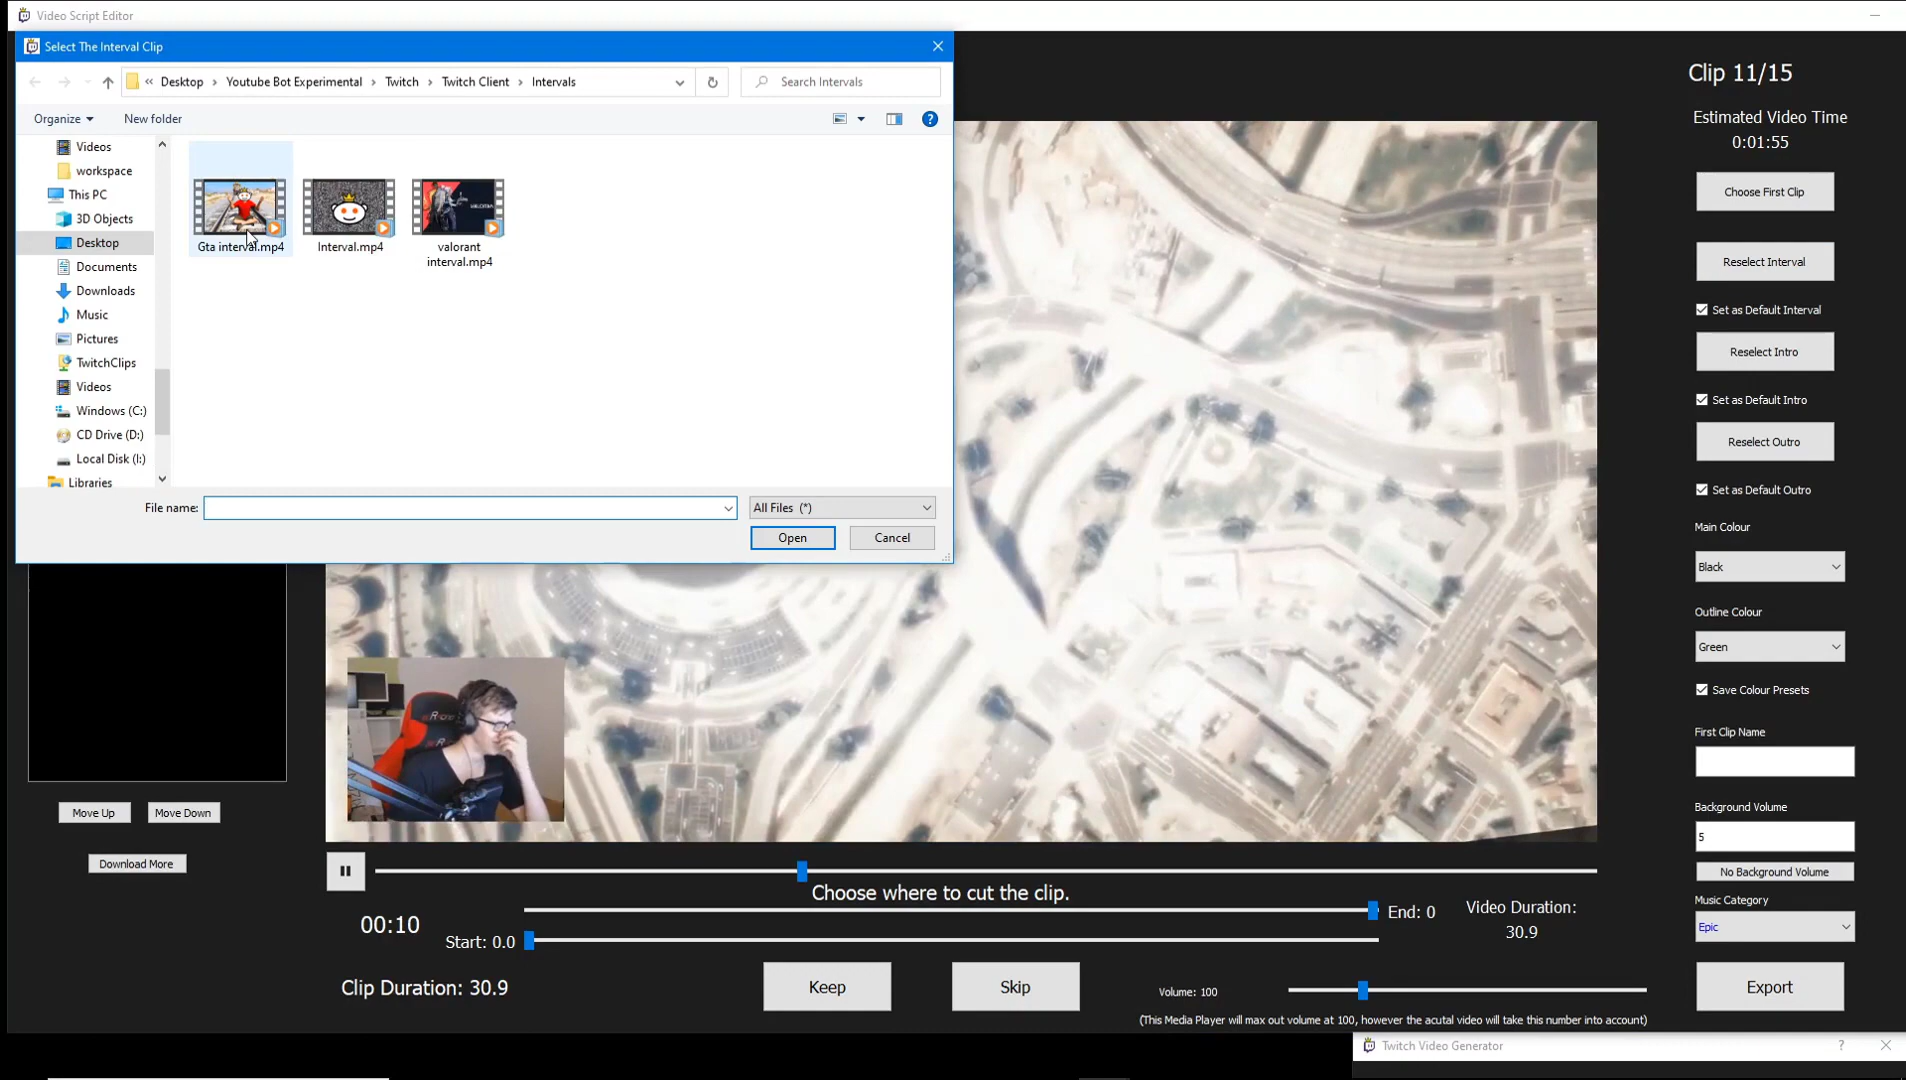 Video Script Editor
Select The Interval Clip
« Desktop › Youtube Bot Experimental › Twitch › Twitch Client › Intervals
Search Intervals
Organize
New folder
Videos
workspace
This PC
3D Objects
Desktop
Documents
Downloads
Music
Pictures
TwitchClips
Videos
Windows (C:)
CD Drive (D:)
Local Disk (I:)
Libraries
Gta interval.mp4
Interval.mp4
valorant
interval.mp4
File name:
All Files (*)
Open
Cancel
Clip 11/15
Estimated Video Time
0:01:55
Choose First Clip
Reselect Interval
Set as Default Interval
Reselect Intro
Set as Default Intro
Reselect Outro
Set as Default Outro
Main Colour
Black
Outline Colour
Green
Save Colour Presets
First Clip Name
Background Volume
5
No Background Volume
Music Category
Epic
Export
Move Up
Move Down
Download More
Choose where to cut the clip.
00:10
End: 0
Start: 0.0
Video Duration:
30.9
Clip Duration: 30.9
Keep
Skip
Volume: 100
(This Media Player will max out volume at 100, however the acutal video will take this number into account)
Twitch Video Generator